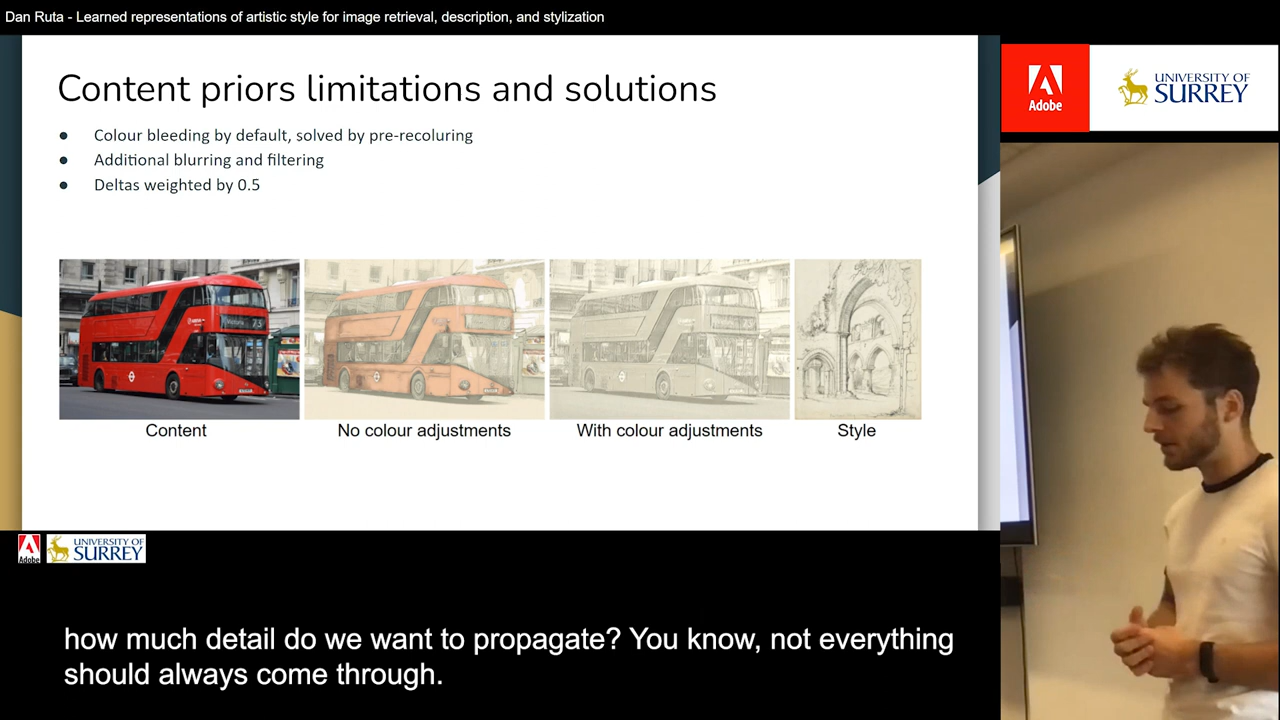 Dan Ruta - Learned representations of artistic style for image retrieval, description, and stylization
Content priors limitations and solutions
Colour bleeding by default, solved by pre-recoluring
Additional blurring and filtering
Deltas weighted by 0.5
Content
No colour adjustments
With colour adjustments
Style
Adobe
UNIVERSITY OF
SURREY
Adobe
UNIVERSITY OF
SURREY
how much detail do we want to propagate? You know, not everything
should always come through.